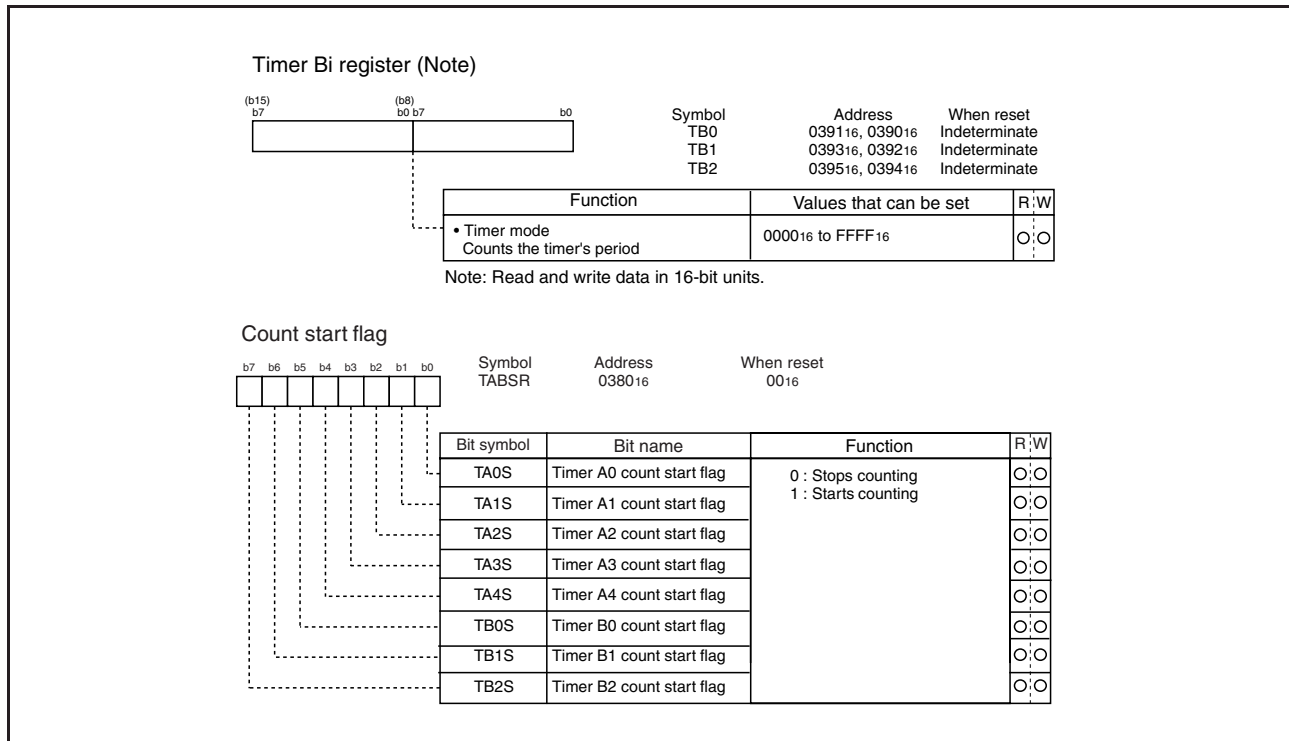 Timer Bi register (Note)
(b15) (b8)
b7 b0 b7 b0
Symbol Address When reset
TB0 039116, 039016 Indeterminate
TB1 039316, 039216 Indeterminate
TB2 039516, 039416 Indeterminate
Function Values that can be set R W
• Timer mode 000016 to FFFF16
Counts the timer's period
Note: Read and write data in 16-bit units.
Count start flag
b7 b6 b5 b4 b3 b2 b1 b0
Symbol Address When reset
TABSR 038016 0016
Bit symbol Bit name Function R W
TA0S Timer A0 count start flag 0 : Stops counting
1 : Starts counting
TA1S Timer A1 count start flag
TA2S Timer A2 count start flag
TA3S Timer A3 count start flag
TA4S Timer A4 count start flag
TB0S Timer B0 count start flag
TB1S Timer B1 count start flag
TB2S Timer B2 count start flag